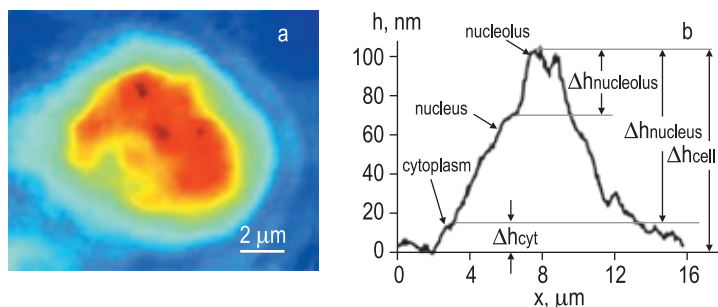 a
2 μm
h, nm
b
nucleolus
100
Δhnucleolus
80
nucleus
60
Δhnucleus
Δhcell
cytoplasm
40
20
Δhcyt
0
0 4 8 12 16
x, μm